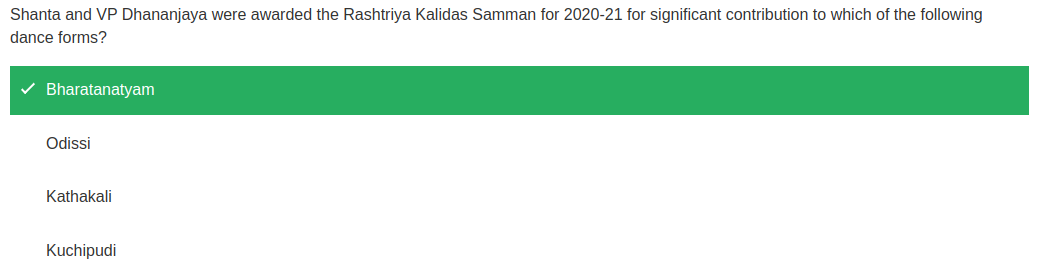 Shanta and VP Dhananjaya were awarded the Rashtriya Kalidas Samman for 2020-21 for significant contribution to which of the following
dance forms?
Bharatanatyam
Odissi
Kathakali
Kuchipudi